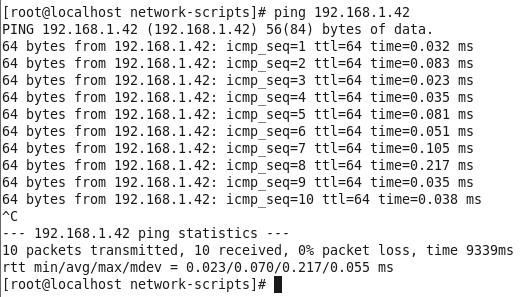 [root@localhost network-scripts]# ping 192.168.1.42
PING 192.168.1.42 (192.168.1.42) 56(84) bytes of data.
64 bytes from 192.168.1.42: icmp_seq=1 ttl=64 time=0.032 ms
64 bytes from 192.168.1.42: icmp_seq=2 ttl=64 time=0.083 ms
64 bytes from 192.168.1.42: icmp_seq=3 ttl=64 time=0.023 ms
64 bytes from 192.168.1.42: icmp_seq=4 ttl=64 time=0.035 ms
64 bytes from 192.168.1.42: icmp_seq=5 ttl=64 time=0.081 ms
64 bytes from 192.168.1.42: icmp_seq=6 ttl=64 time=0.051 ms
64 bytes from 192.168.1.42: icmp_seq=7 ttl=64 time=0.105 ms
64 bytes from 192.168.1.42: icmp_seq=8 ttl=64 time=0.217 ms
64 bytes from 192.168.1.42: icmp_seq=9 ttl=64 time=0.035 ms
64 bytes from 192.168.1.42: icmp_seq=10 ttl=64 time=0.038 ms
^C
--- 192.168.1.42 ping statistics ---
10 packets transmitted, 10 received, 0% packet loss, time 9339ms
rtt min/avg/max/mdev = 0.023/0.070/0.217/0.055 ms
[root@localhost network-scripts]#